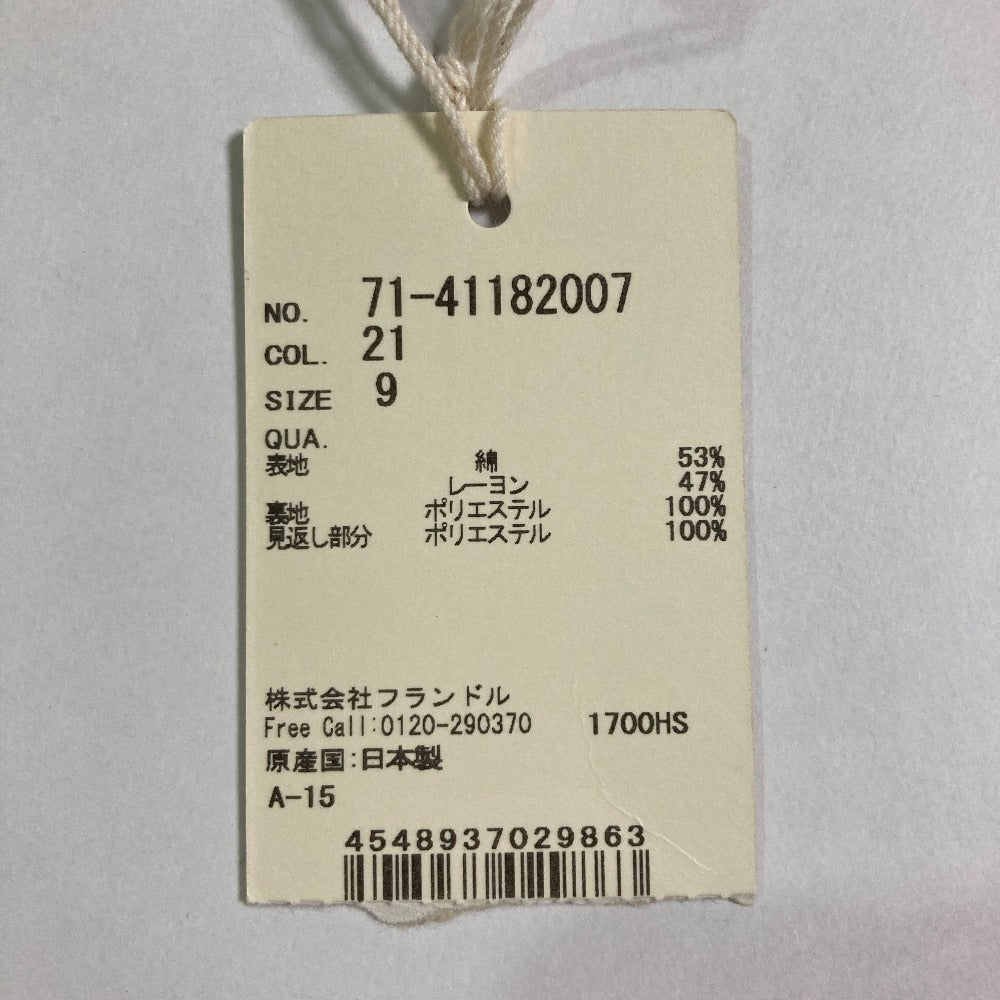 NO. 71-41182007
COL. 21
SIZE 9
QUA.
表地 綿 53%
レーヨン 47%
裏地 ポリエステル 100%
見返し部分 ポリエステル 100%
株式会社フランドル
Free Call:0120-290370 1700HS
原産国:日本製
A-15
4548937029863